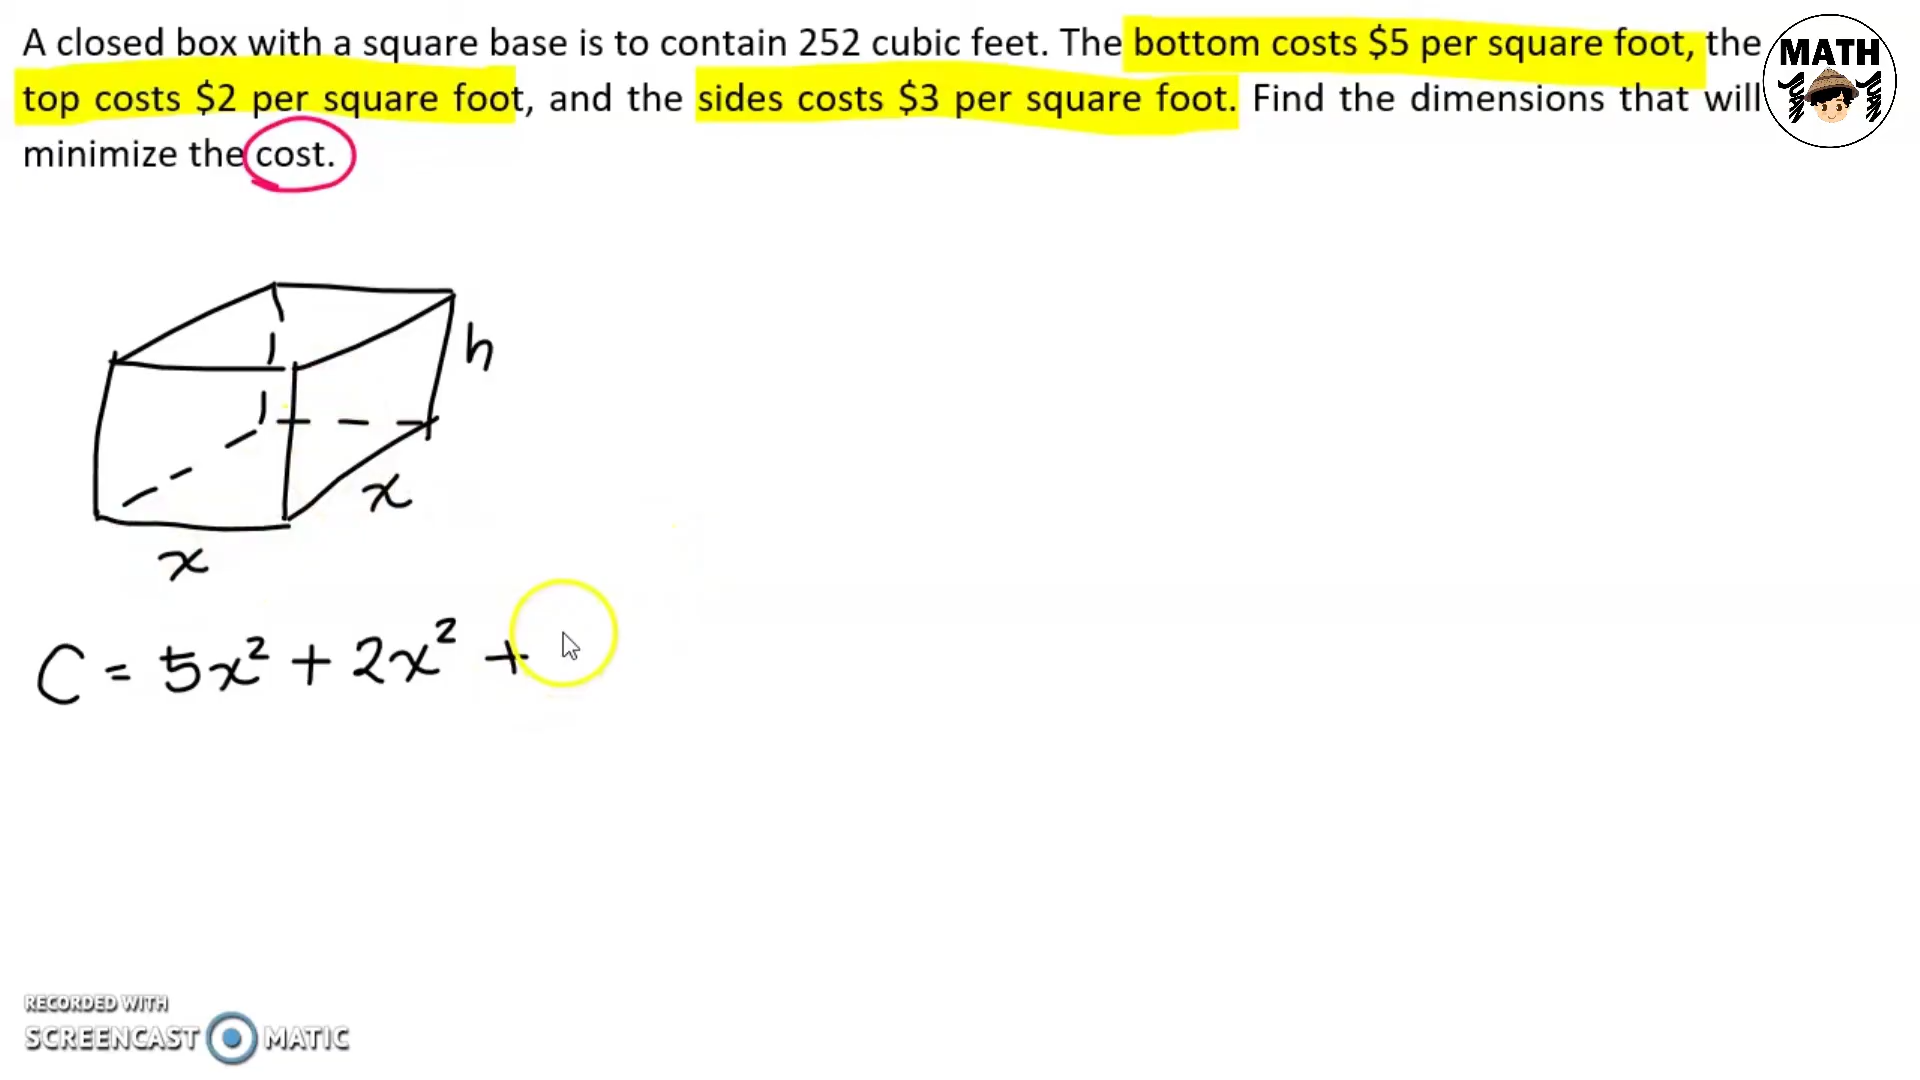 A closed box with a square base is to contain 252 cubic feet. The bottom costs $5 per square foot, the
top costs $2 per square foot, and the sides costs $3 per square foot. Find the dimensions that will
minimize the cost.
MATH
h
x
x
C = 5x² + 2x² +
RECORDED WITH
SCREENCAST MATIC